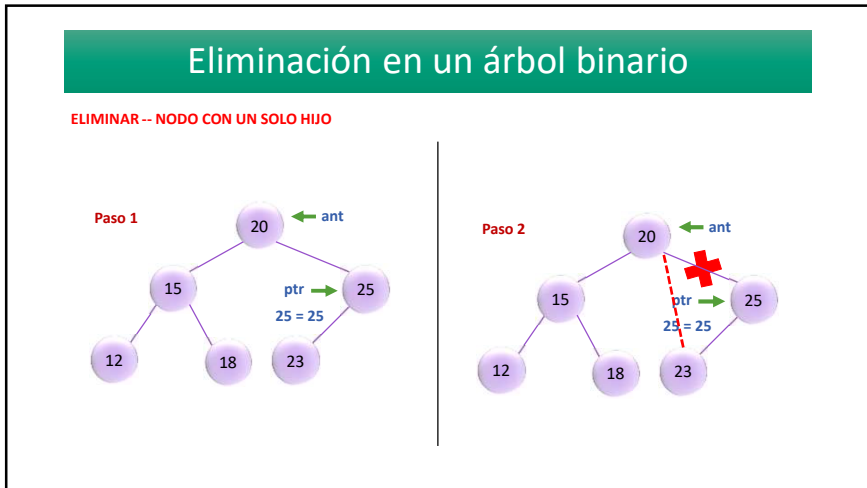 Eliminación en un árbol binario
ELIMINAR -- NODO CON UN SOLO HIJO
Paso 1
20
ant
15
ptr
25
25 = 25
12
18
23
Paso 2
20
ant
15
ptr
25
25 = 25
12
18
23